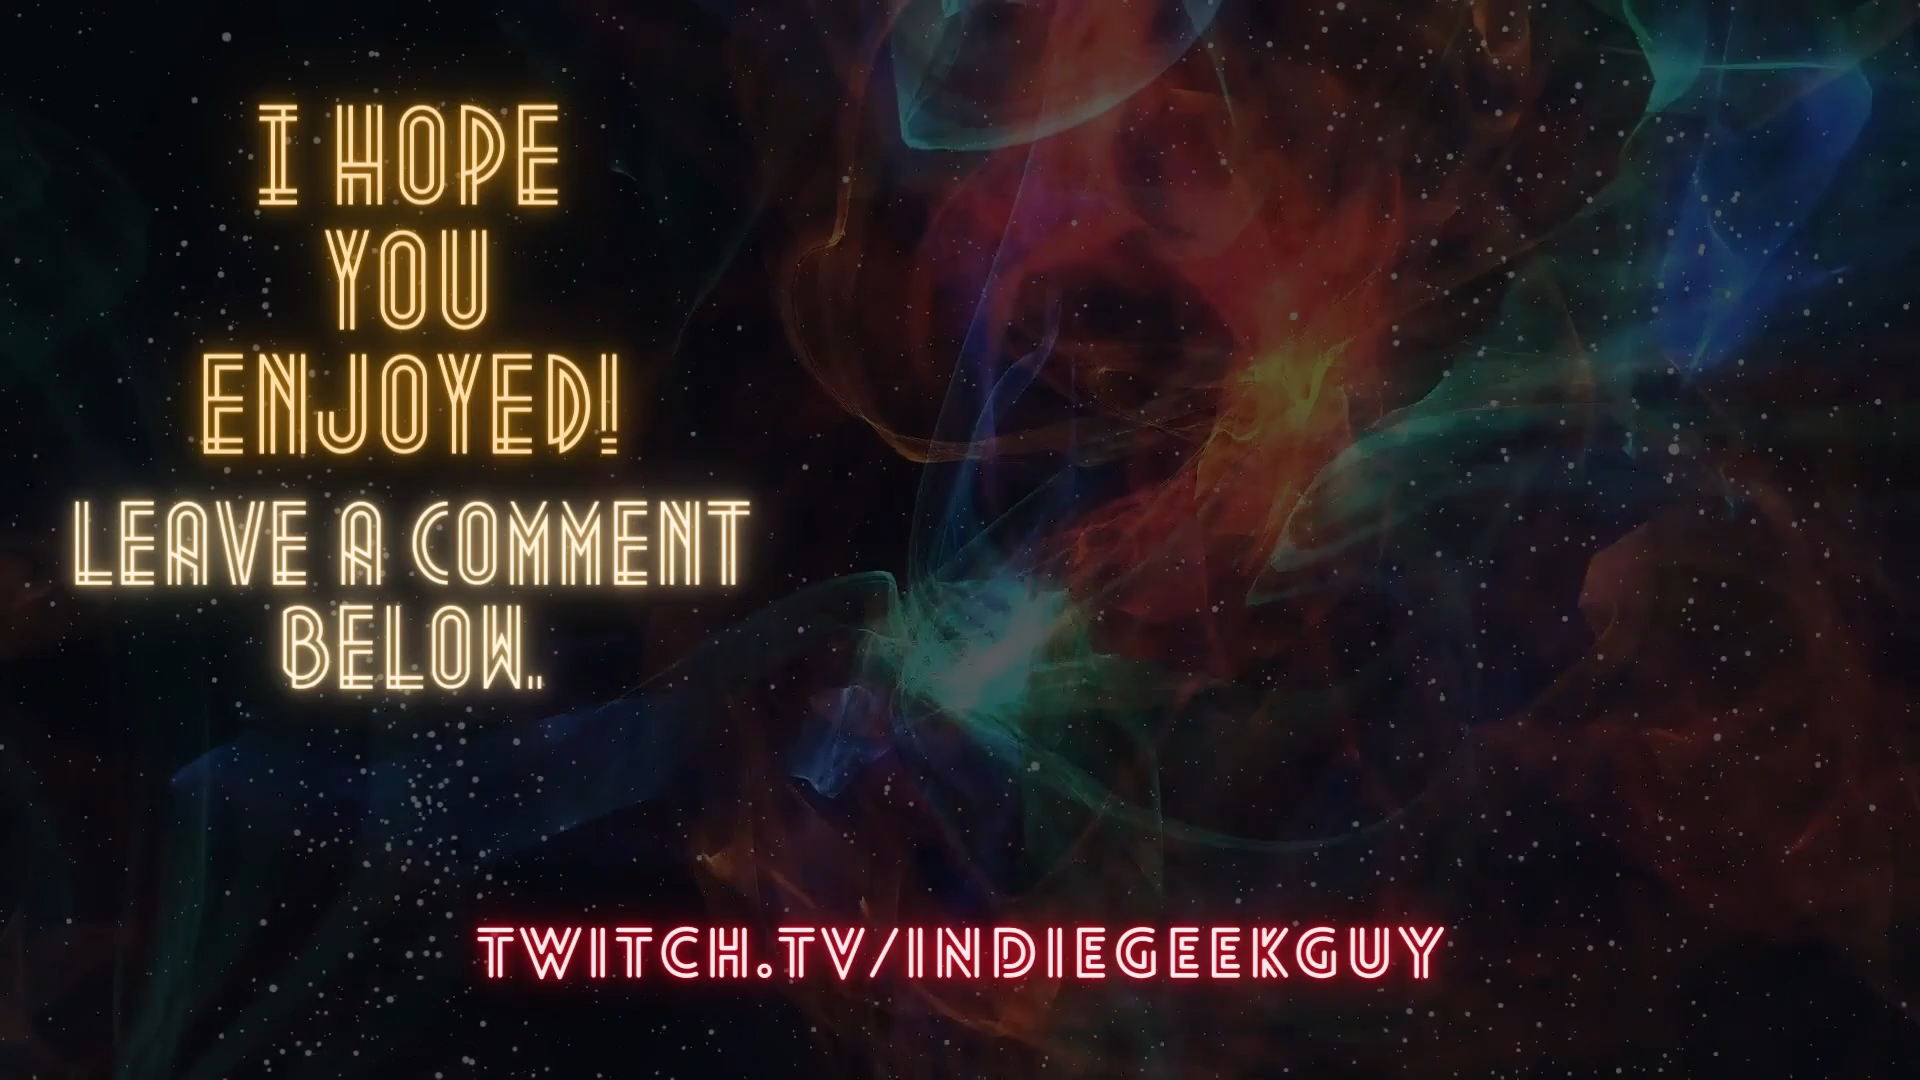 I HOPE
YOU
ENJOYED!
LEAVE A COMMENT
BELOW..
TWITCH.TV/INDIEGEEKGUY